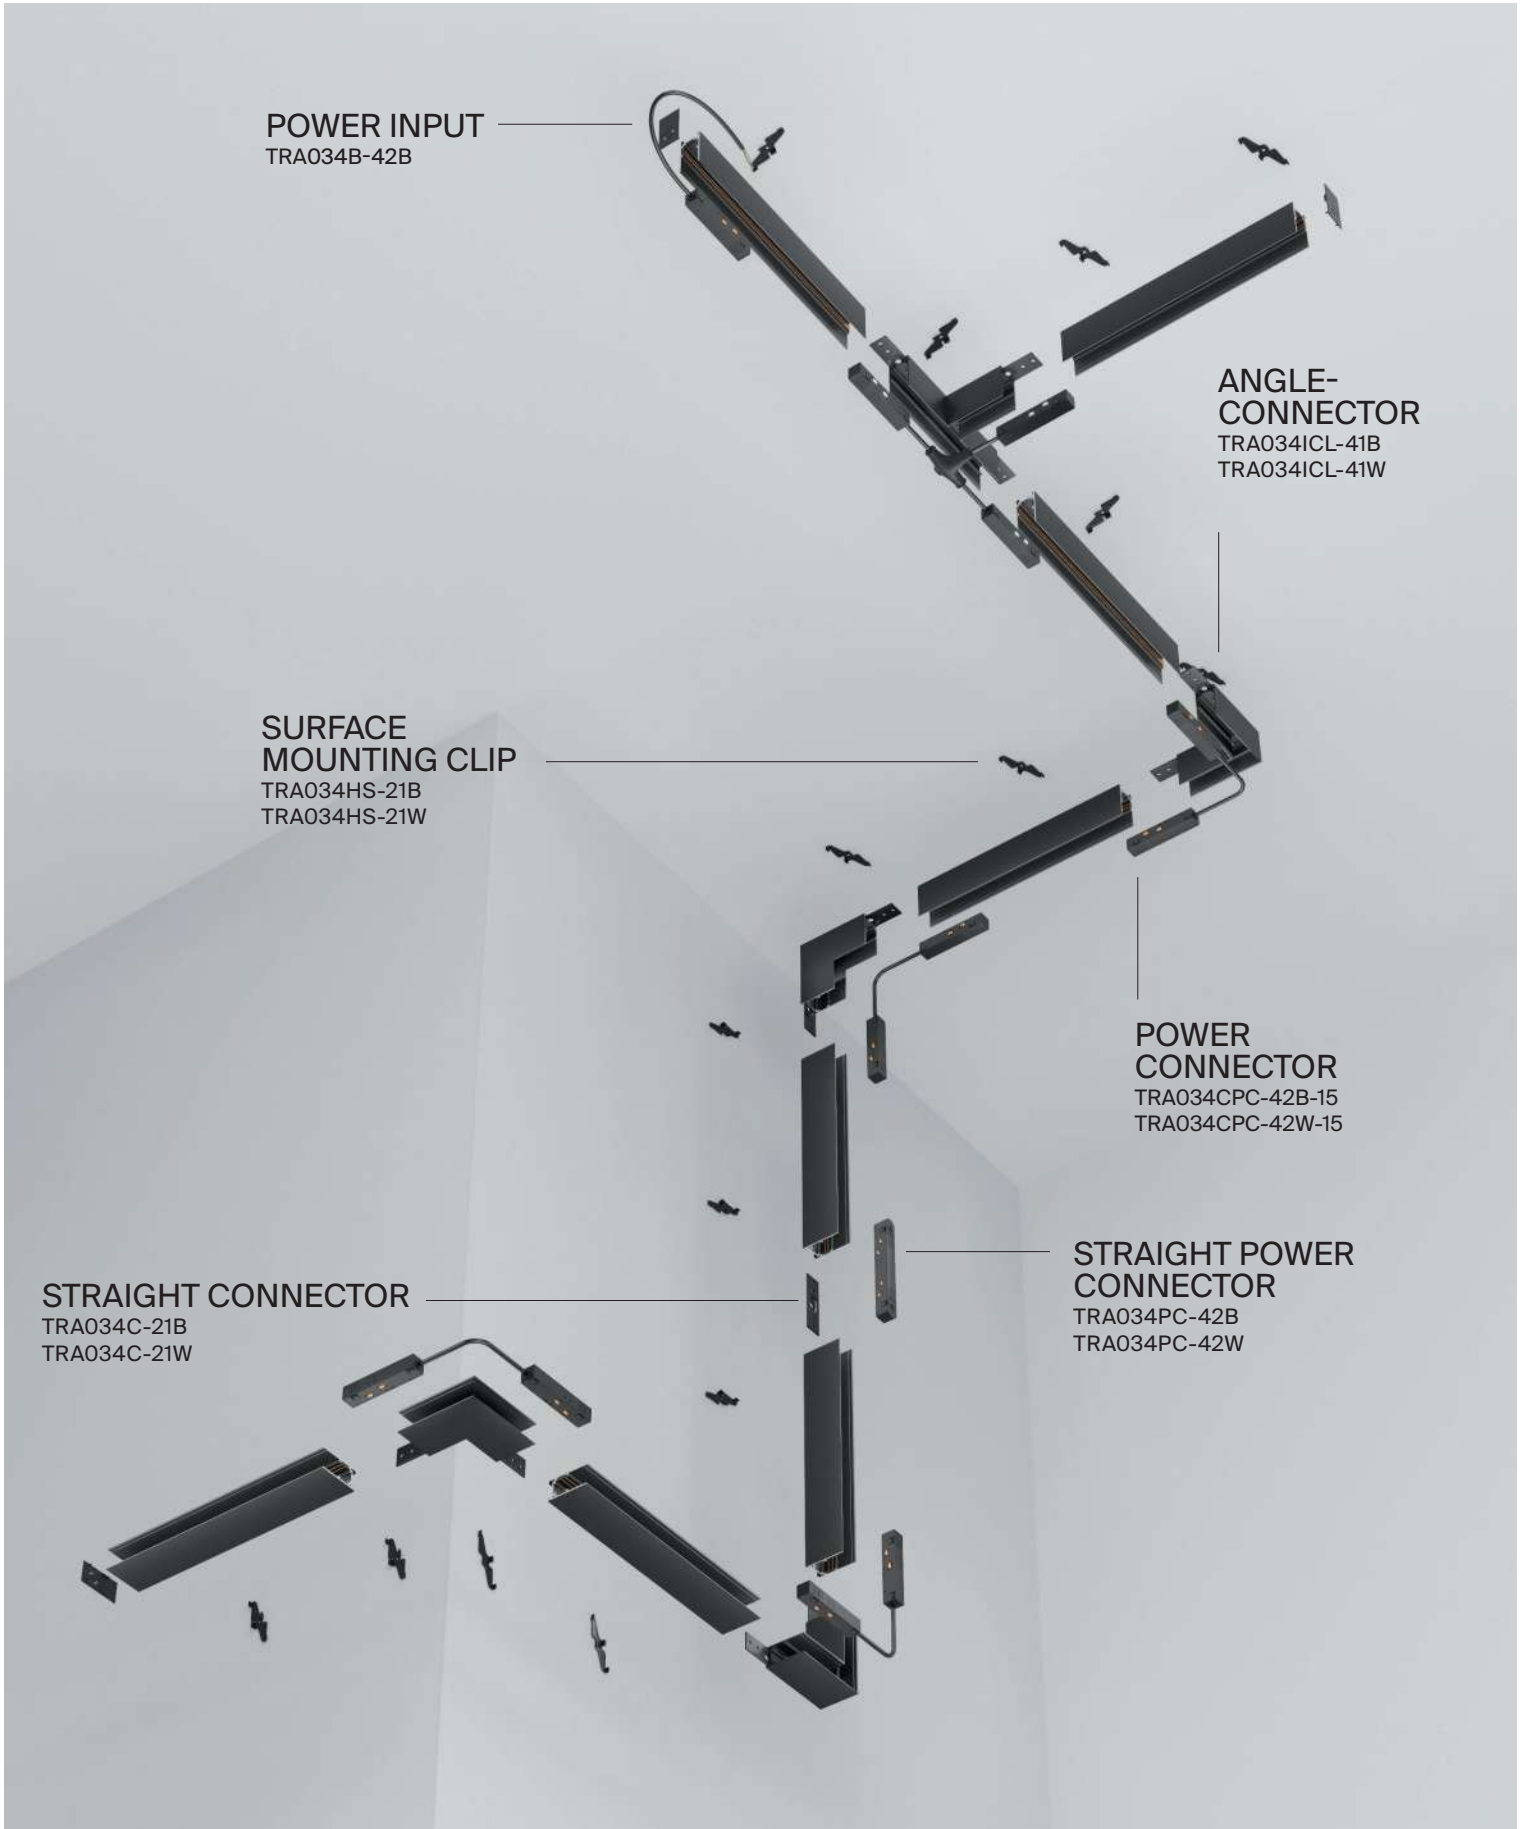 POWER INPUT
TRA034B-42B
ANGLE-
CONNECTOR
TRA034ICL-41B
TRA034ICL-41W
SURFACE
MOUNTING CLIP
TRA034HS-21B
TRA034HS-21W
POWER
CONNECTOR
TRA034CPC-42B-15
TRA034CPC-42W-15
STRAIGHT POWER
CONNECTOR
TRA034PC-42B
TRA034PC-42W
STRAIGHT CONNECTOR
TRA034C-21B
TRA034C-21W